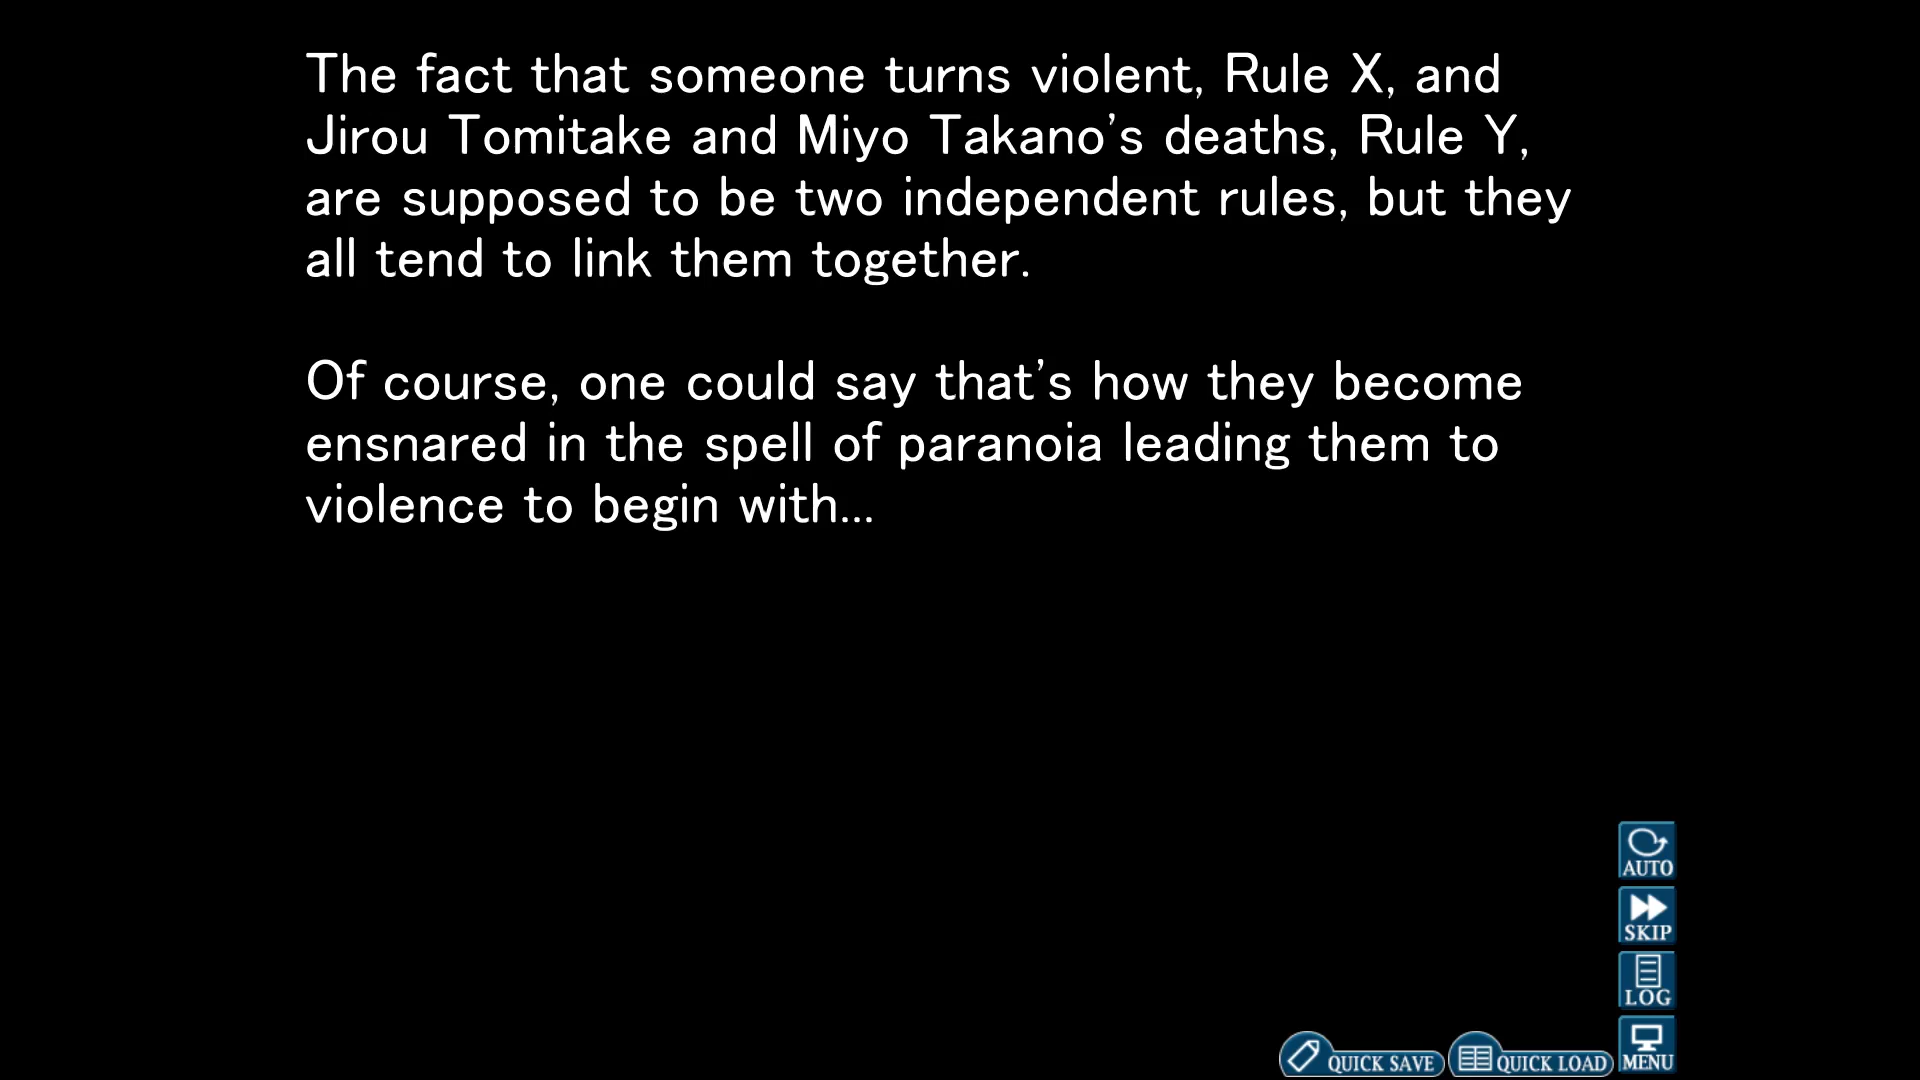 The fact that someone turns violent, Rule X, and
Jirou Tomitake and Miyo Takano's deaths, Rule Y,
are supposed to be two independent rules, but they
all tend to link them together.
Of course, one could say that's how they become
ensnared in the spell of paranoia leading them to
violence to begin with...
AUTO
SKIP
LOG
QUICK SAVE
QUICK LOAD
MENU